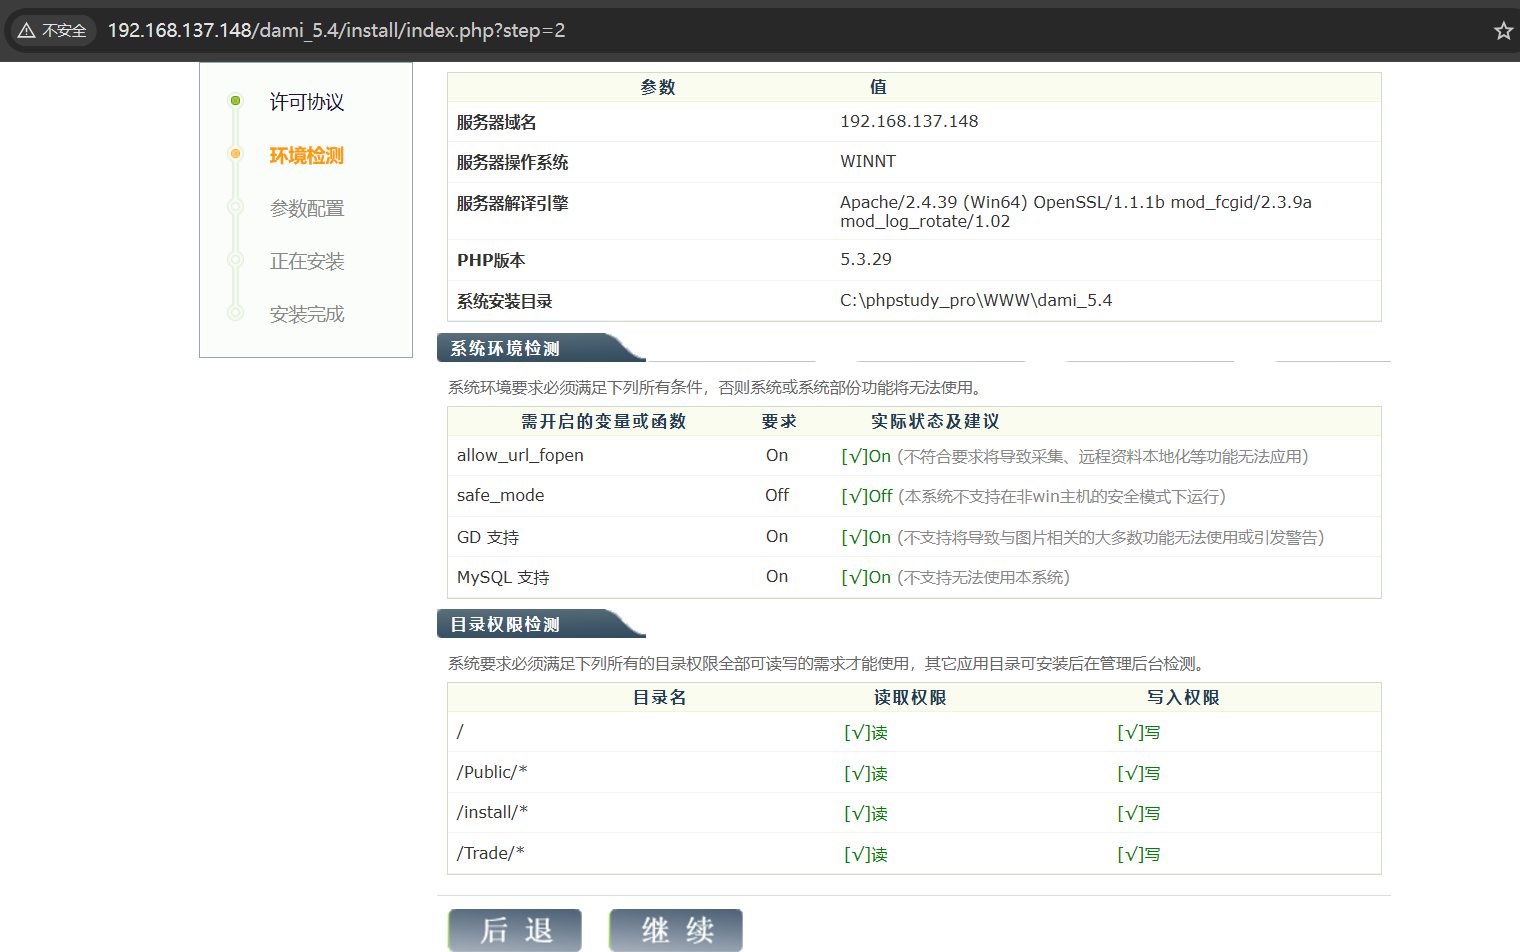 不安全 192.168.137.148/dami_5.4/install/index.php?step=2
许可协议
环境检测
参数配置
正在安装
安装完成
参数 值
服务器域名 192.168.137.148
服务器操作系统 WINNT
服务器解译引擎 Apache/2.4.39 (Win64) OpenSSL/1.1.1b mod_fcgid/2.3.9a
mod_log_rotate/1.02
PHP版本 5.3.29
系统安装目录 C:\phpstudy_pro\WWW\dami_5.4
系统环境检测
系统环境要求必须满足下列所有条件，否则系统或系统部份功能将无法使用。
需开启的变量或函数 要求 实际状态及建议
allow_url_fopen On [√]On (不符合要求将导致采集、远程资料本地化等功能无法应用)
safe_mode Off [√]Off (本系统不支持在非win主机的安全模式下运行)
GD 支持 On [√]On (不支持将导致与图片相关的大多数功能无法使用或引发警告)
MySQL 支持 On [√]On (不支持无法使用本系统)
目录权限检测
系统要求必须满足下列所有的目录权限全部可读写的需求才能使用，其它应用目录可安装后在管理后台检测。
目录名 读取权限 写入权限
/ [√]读 [√]写
/Public/* [√]读 [√]写
/install/* [√]读 [√]写
/Trade/* [√]读 [√]写
后 退 继 续